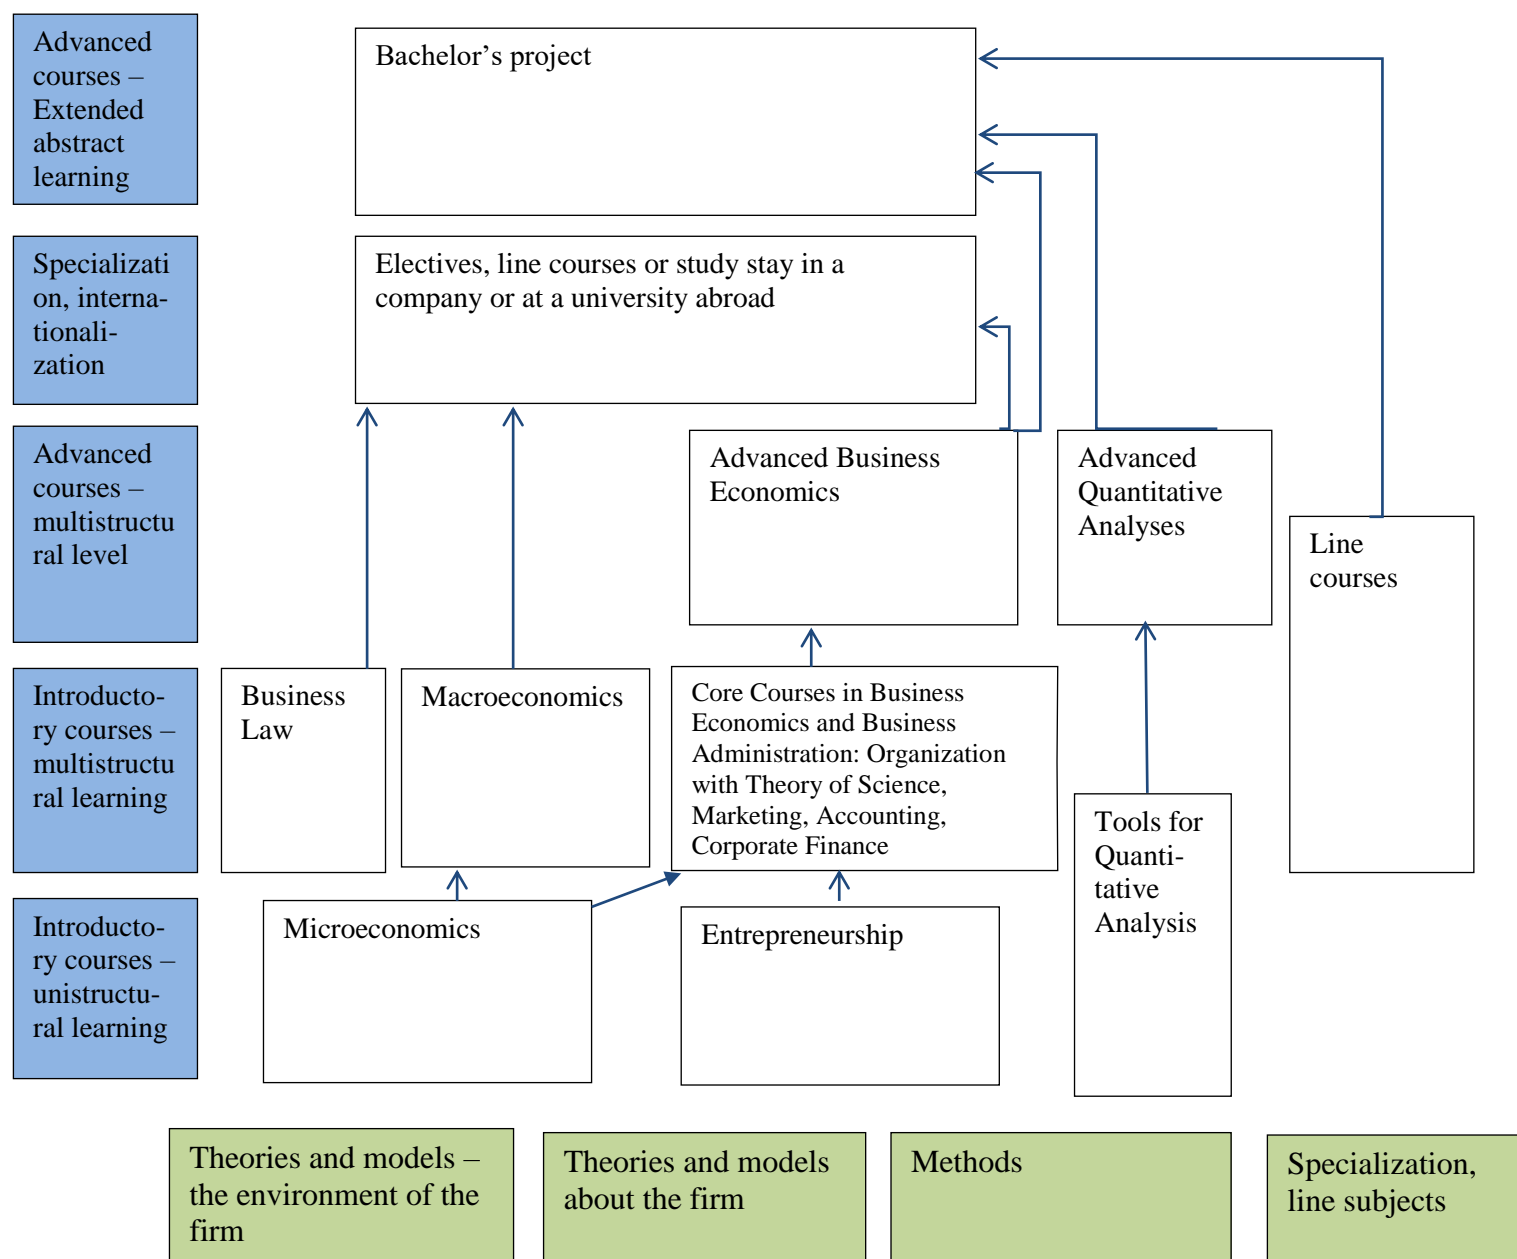 Advanced
courses –
Extended
abstract
learning
Bachelor’s project
Specializati
on, interna-
tionali-
zation
Electives, line courses or study stay in a
company or at a university abroad
Advanced
courses –
multistructu
ral level
Advanced Business
Economics
Advanced
Quantitative
Analyses
Line
courses
Introducto-
ry courses –
multistructu
ral learning
Business
Law
Macroeconomics
Core Courses in Business
Economics and Business
Administration: Organization
with Theory of Science,
Marketing, Accounting,
Corporate Finance
Tools for
Quanti-
tative
Analysis
Introducto-
ry courses –
unistructu-
ral learning
Microeconomics
Entrepreneurship
Theories and models –
the environment of the
firm
Theories and models
about the firm
Methods
Specialization,
line subjects